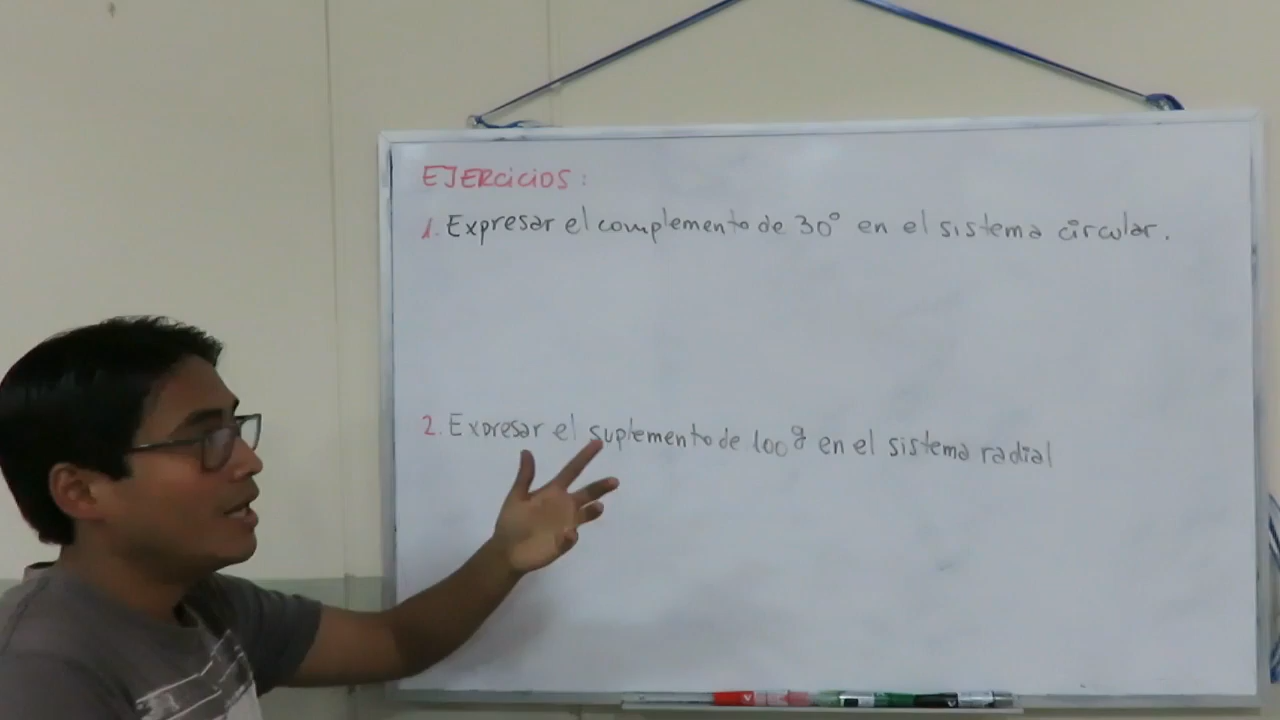 EJERCICIOS:
1. Expresar el complemento de 30° en el sistema circular.
2. Expresar el suplemento de 100g en el sistema radial